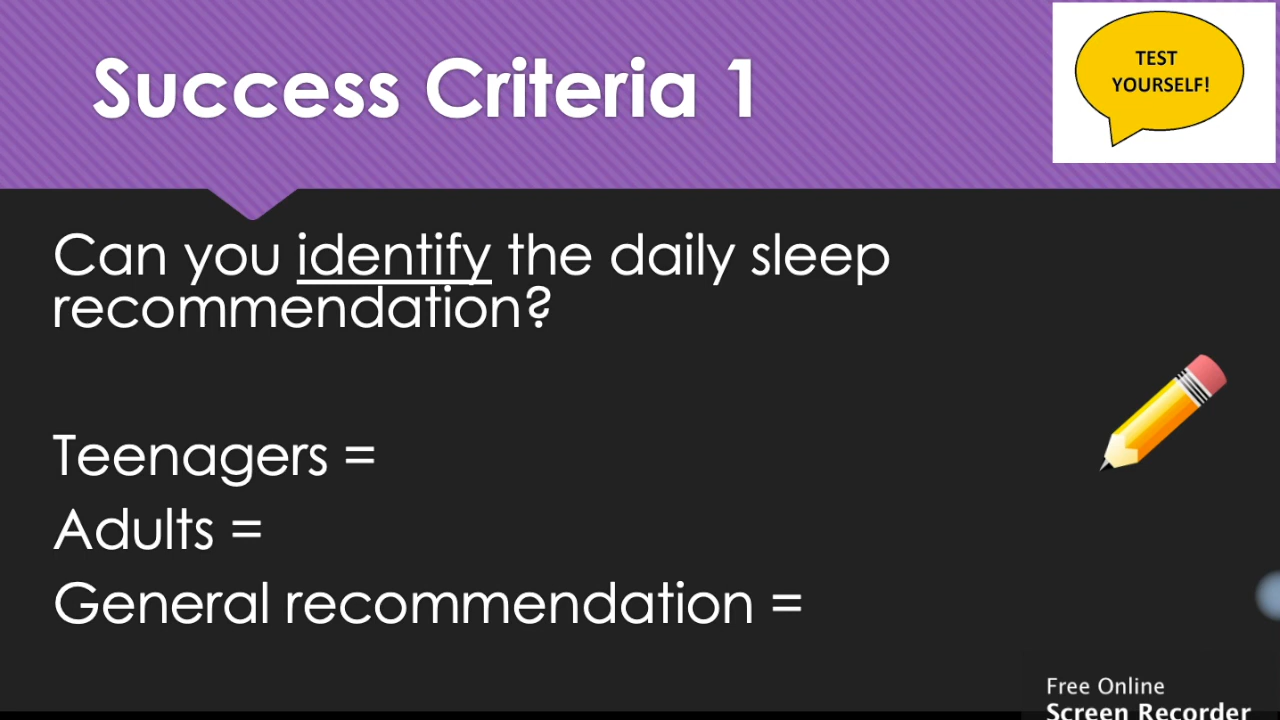 Success Criteria 1
TEST
YOURSELF!
Can you identify the daily sleep
recommendation?
Teenagers =
Adults =
General recommendation =
Free Online
Screen Recorder